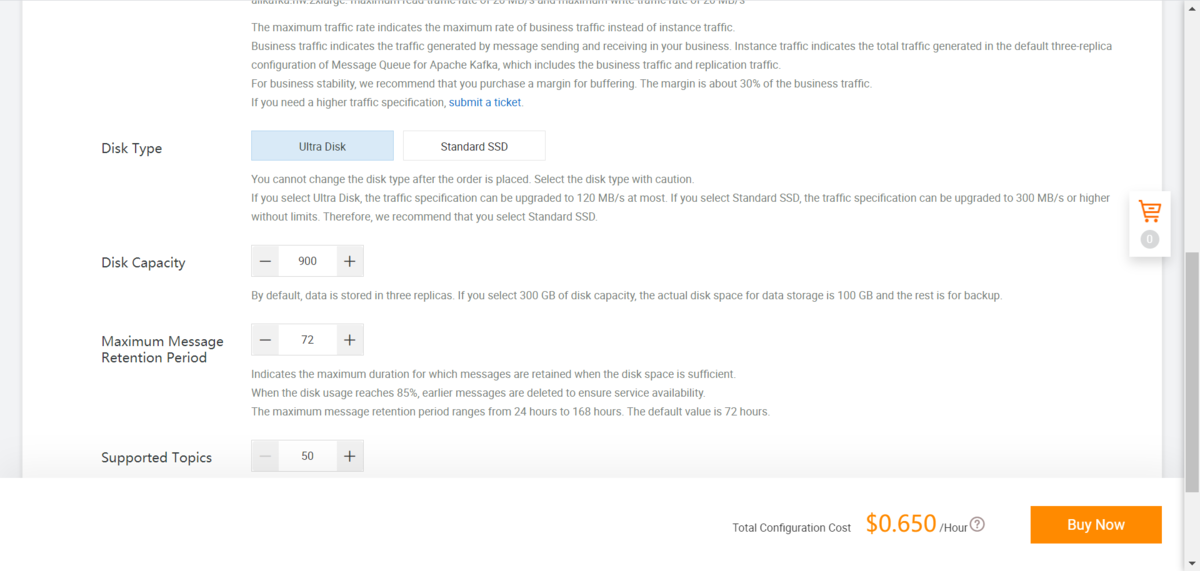 The maximum traffic rate indicates the maximum rate of business traffic instead of instance traffic.
Business traffic indicates the traffic generated by message sending and receiving in your business. Instance traffic indicates the total traffic generated in the default three-replica
configuration of Message Queue for Apache Kafka, which includes the business traffic and replication traffic.
For business stability, we recommend that you purchase a margin for buffering. The margin is about 30% of the business traffic.
If you need a higher traffic specification, submit a ticket.
Disk Type
Ultra Disk
Standard SSD
You cannot change the disk type after the order is placed. Select the disk type with caution.
If you select Ultra Disk, the traffic specification can be upgraded to 120 MB/s at most. If you select Standard SSD, the traffic specification can be upgraded to 300 MB/s or higher
without limits. Therefore, we recommend that you select Standard SSD.
0
Disk Capacity
900
By default, data is stored in three replicas. If you select 300 GB of disk capacity, the actual disk space for data storage is 100 GB and the rest is for backup.
Maximum Message
Retention Period
72
Indicates the maximum duration for which messages are retained when the disk space is sufficient.
When the disk usage reaches 85%, earlier messages are deleted to ensure service availability.
The maximum message retention period ranges from 24 hours to 168 hours. The default value is 72 hours.
Supported Topics
50
Total Configuration Cost $0.650 /Hour
Buy Now